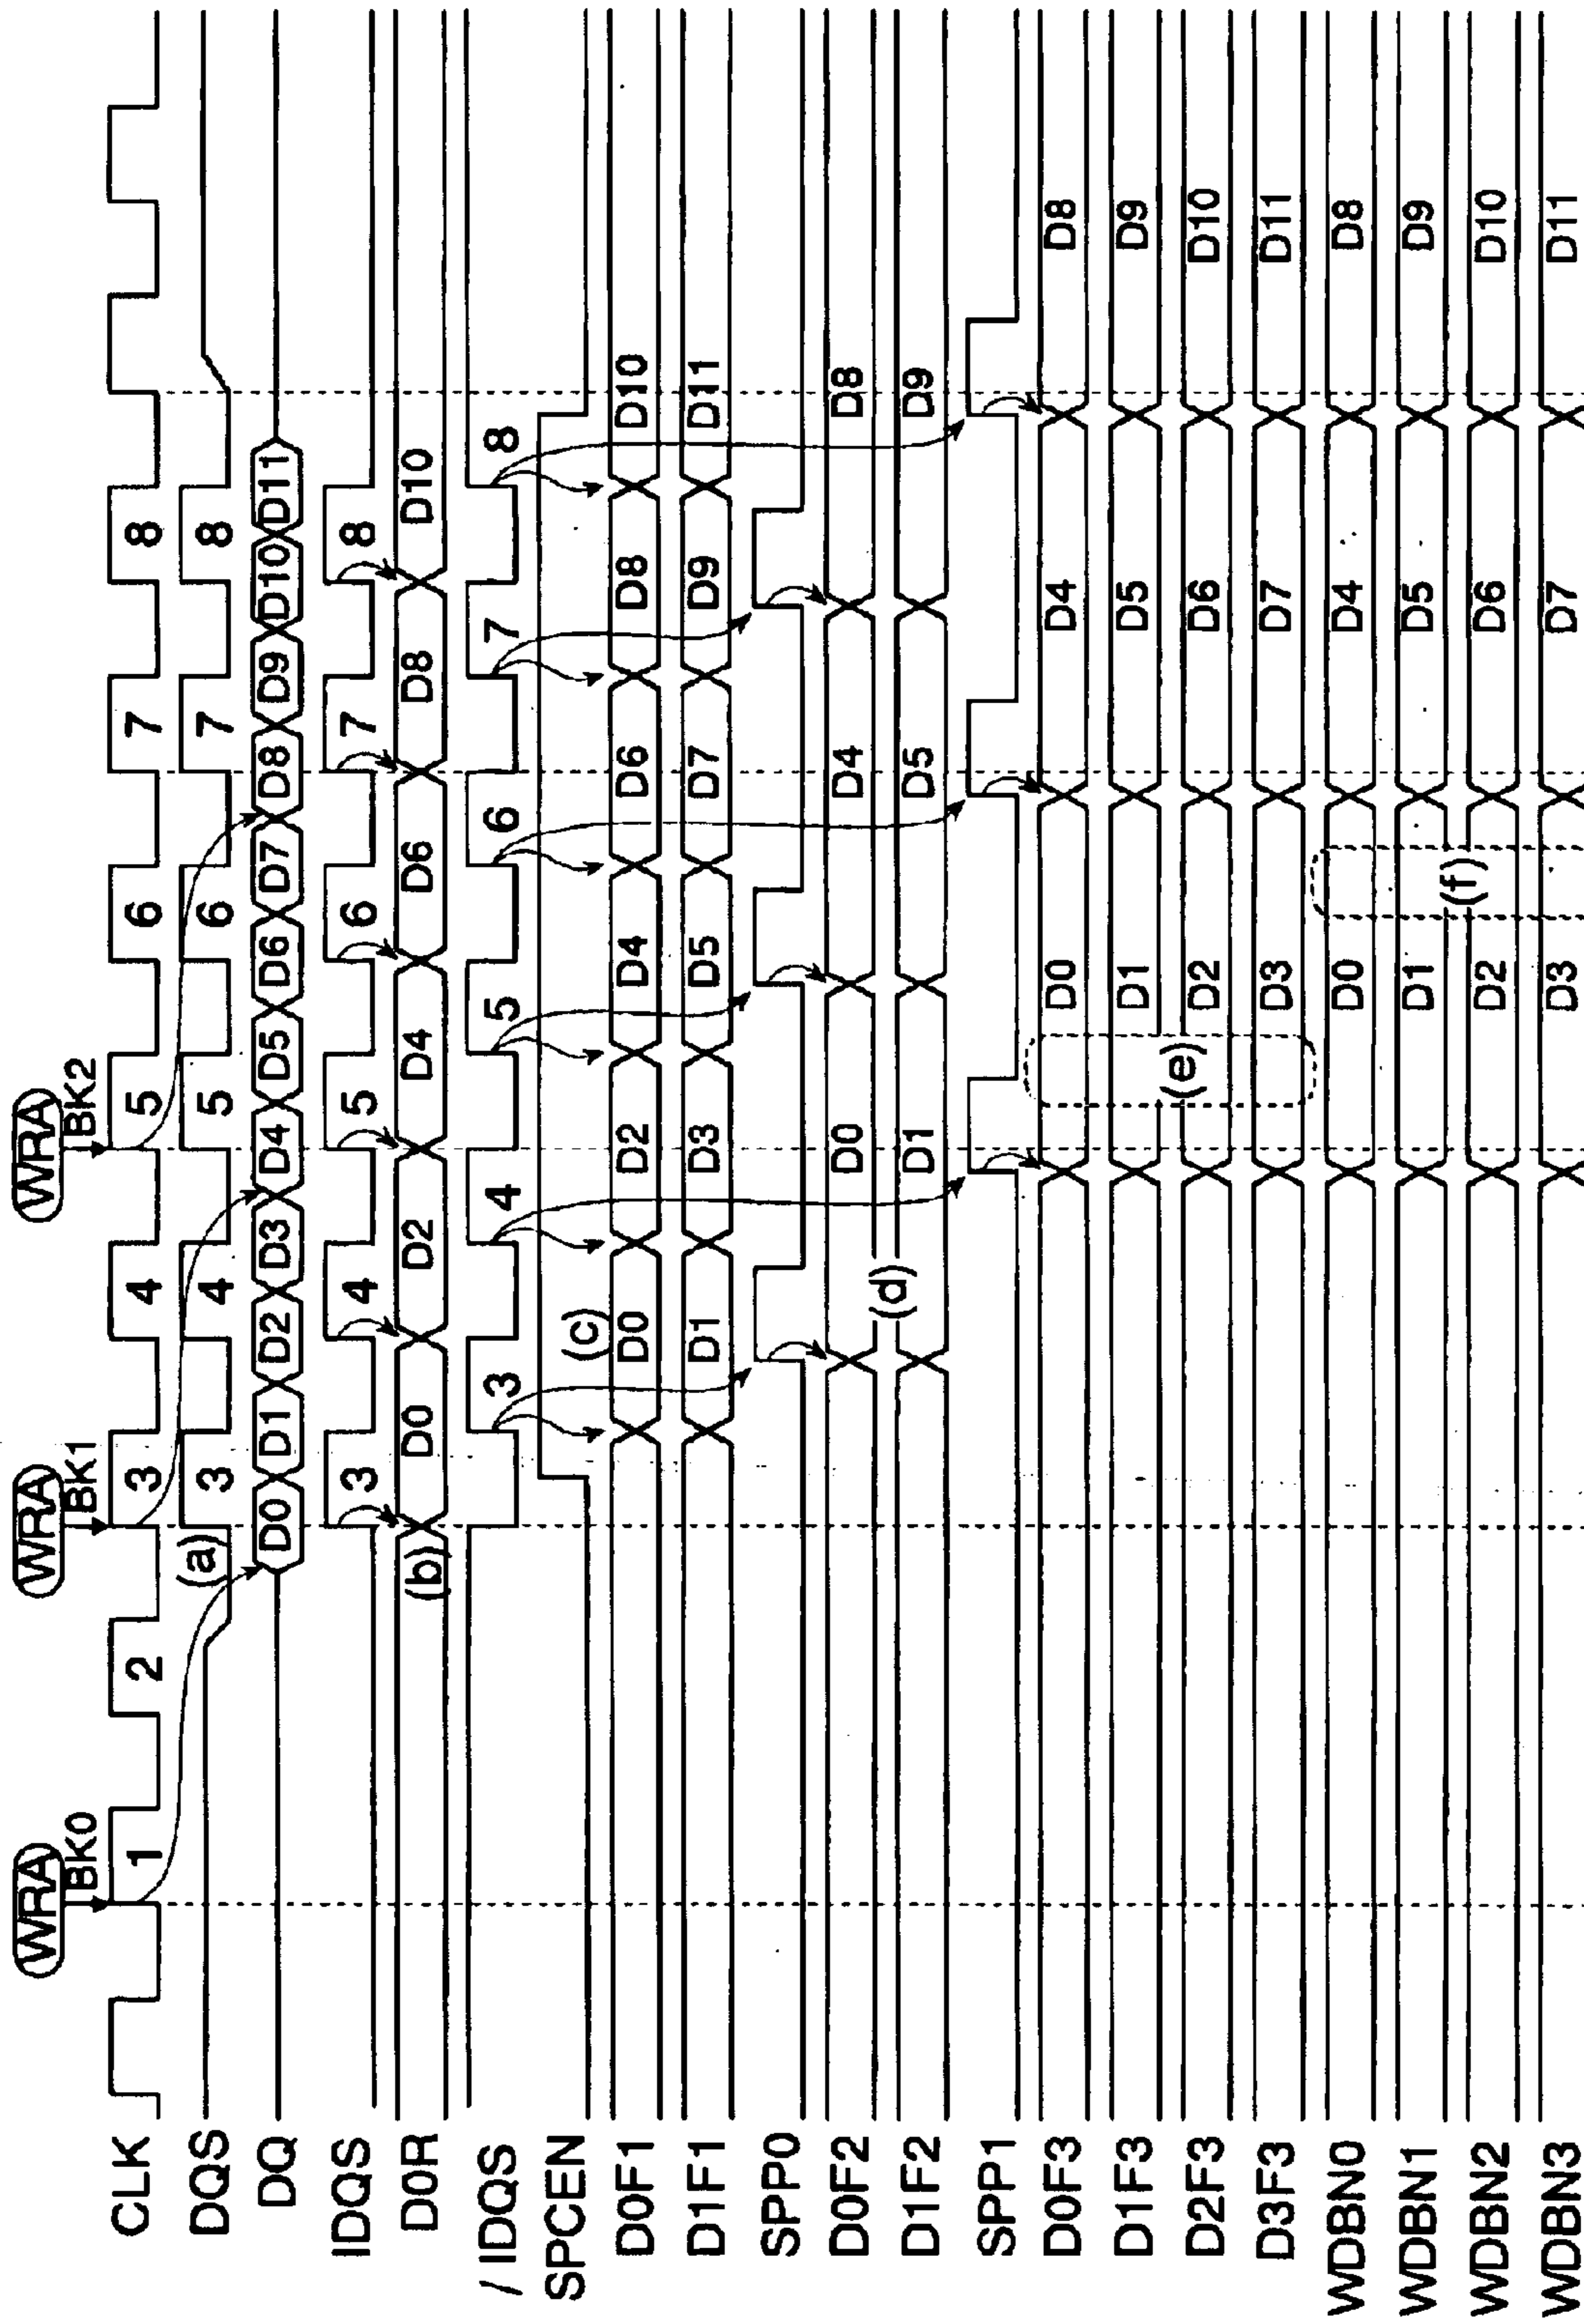 WRA WRA WRA
BK0 BK1 BK2
CLK 1 2 3 4 5 6 7 8
DQS (a) 3 4 5 6 7 8
DQ D0 D1 D2 D3 D4 D5 D6 D7 D8 D9 D10 D11
IDQS 3 4 5 6 7 8
D0R (b) D0 D2 D4 D6 D8 D10
/ IDQS 3 4 5 6 7 8
SPCEN
(c)
D0F1 D0 D2 D4 D6 D8 D10
D1F1 D1 D3 D5 D7 D9 D11
SPP0
D0F2 D0 D4 D8
(d)
D1F2 D1 D5 D9
SPP1
D0F3 D0 D4 D8
D1F3 D1 D5 D9
(e)
D2F3 D2 D6 D10
D3F3 D3 D7 D11
WDBN0 D0 D4 D8
WDBN1 D1 D5 D9
(f)
WDBN2 D2 D6 D10
WDBN3 D3 D7 D11